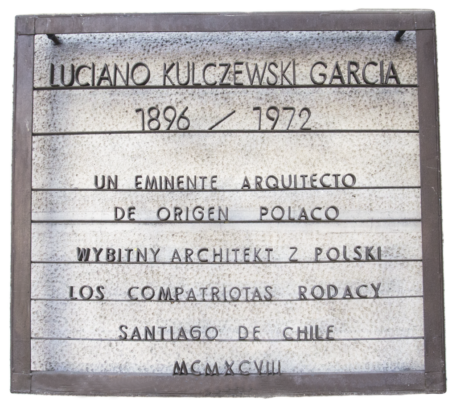 LUCIANO KULCZEWSKI GARCIA
1896 / 1972
UN EMINENTE ARQUITECTO
DE ORIGEN POLACO
WYBITNY ARCHITEKT Z POLSKI
LOS COMPATRIOTAS RODACY
SANTIAGO DE CHILE
MCMXCVIII